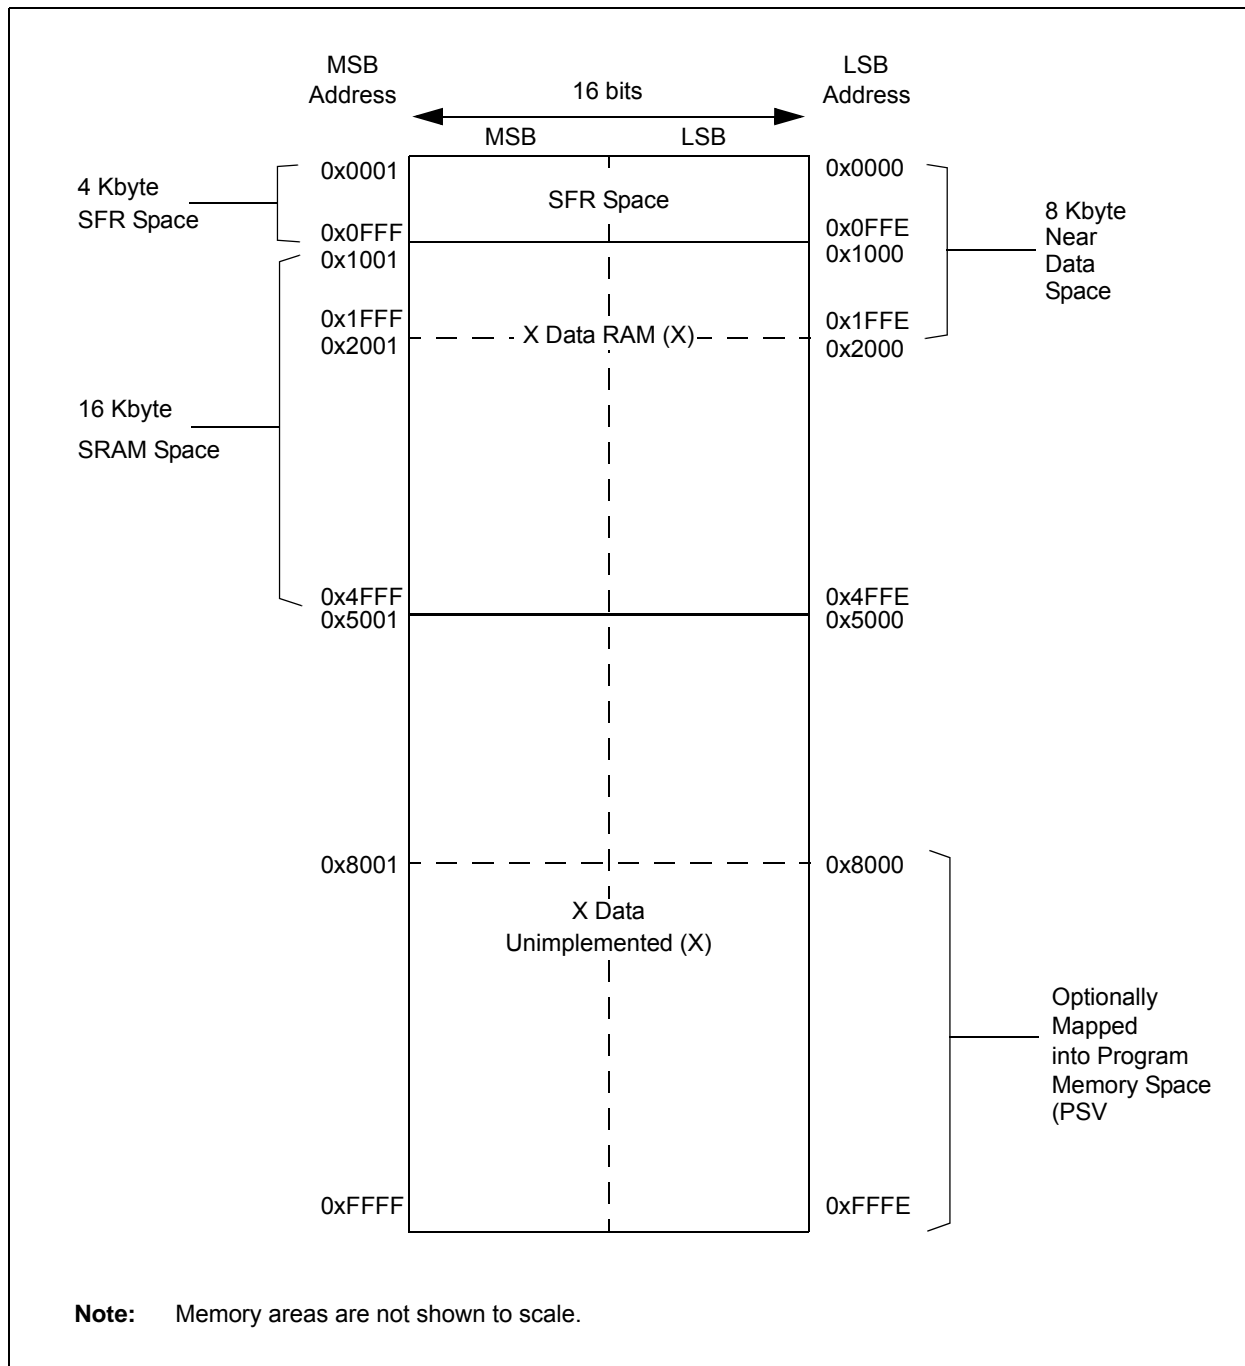 MSB
Address
16 bits
LSB
Address
MSB
LSB
0x0001
0x0000
4 Kbyte
SFR Space
SFR Space
8 Kbyte
Near
Data
Space
0x0FFF
0x0FFE
0x1001
0x1000
0x1FFF
0x1FFE
X Data RAM (X)
0x2001
0x2000
16 Kbyte
SRAM Space
0x4FFF
0x4FFE
0x5001
0x5000
0x8001
0x8000
X Data
Unimplemented (X)
Optionally
Mapped
into Program
Memory Space
(PSV
0xFFFF
0xFFFE
Note: Memory areas are not shown to scale.